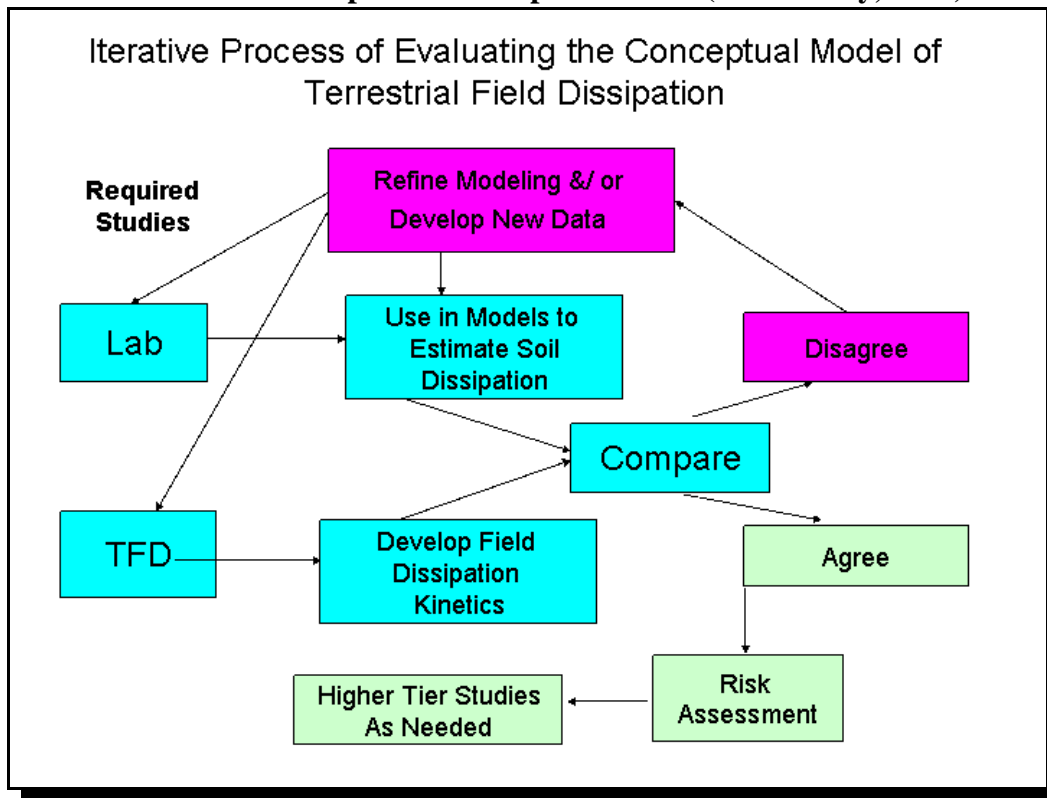 Iterative Process of Evaluating the Conceptual Model of
Terrestrial Field Dissipation
Required
Studies
Refine Modeling &/ or
Develop New Data
Lab
Use in Models to
Estimate Soil
Dissipation
Disagree
Compare
TFD
Develop Field
Dissipation
Kinetics
Agree
Higher Tier Studies
As Needed
Risk
Assessment